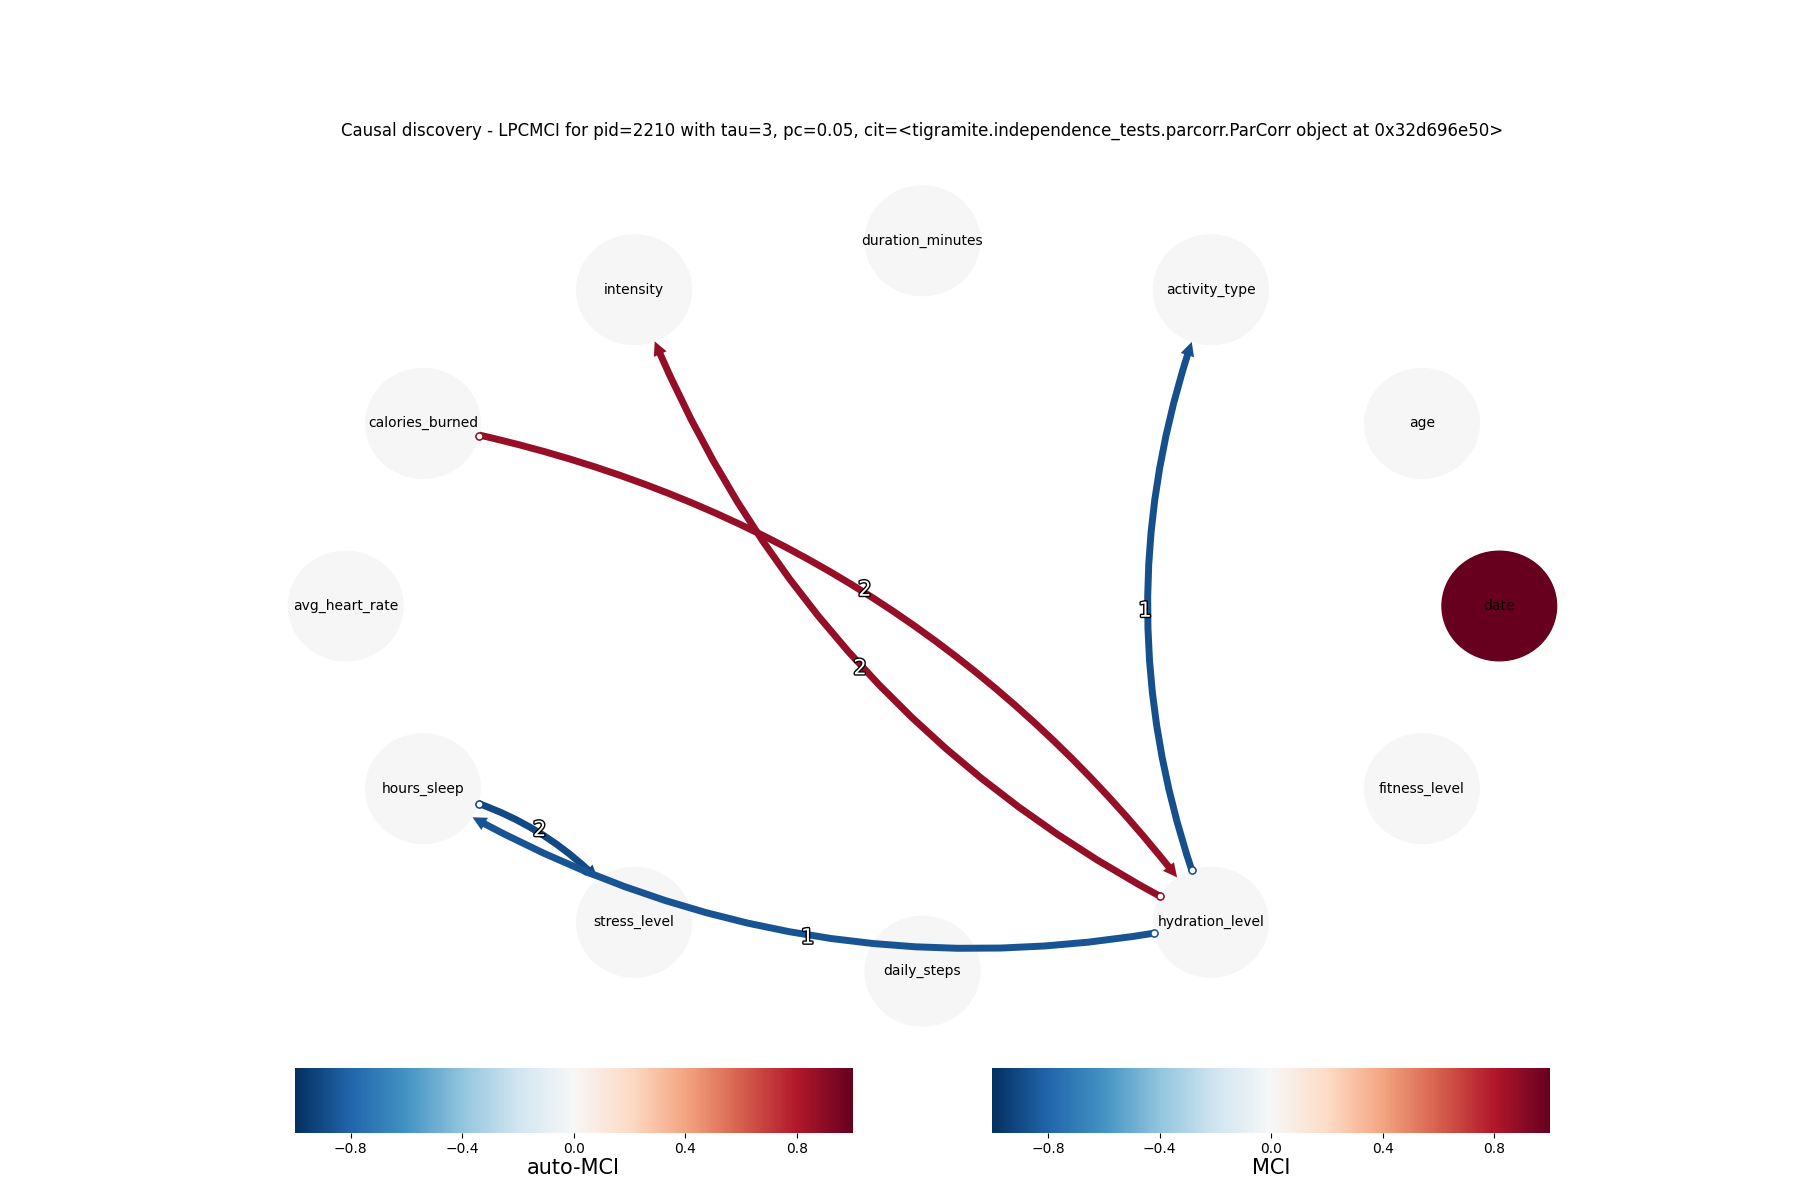 Causal discovery - LPCMCI for pid=2210 with tau=3, pc=0.05, cit=<tigramite.independence_tests.parcorr.ParCorr object at 0x32d696e50>
duration_minutes
intensity
activity_type
calories_burned
age
2
avg_heart_rate
date
1
2
hours_sleep
fitness_level
2
stress_level
hydration_level
1
daily_steps
−0.8 −0.4 0.0 0.4 0.8
auto-MCI
−0.8 −0.4 0.0 0.4 0.8
MCI